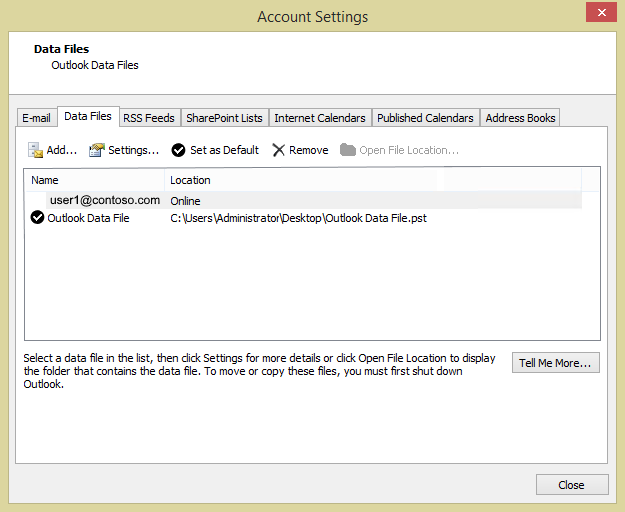 Account Settings
Data Files
Outlook Data Files
E-mail Data Files RSS Feeds SharePoint Lists Internet Calendars Published Calendars Address Books
Add... Settings... Set as Default Remove Open File Location...
Name Location
user1@contoso.com Online
Outlook Data File C:\Users\Administrator\Desktop\Outlook Data File.pst
Select a data file in the list, then click Settings for more details or click Open File Location to display
the folder that contains the data file. To move or copy these files, you must first shut down
Outlook.
Tell Me More...
Close